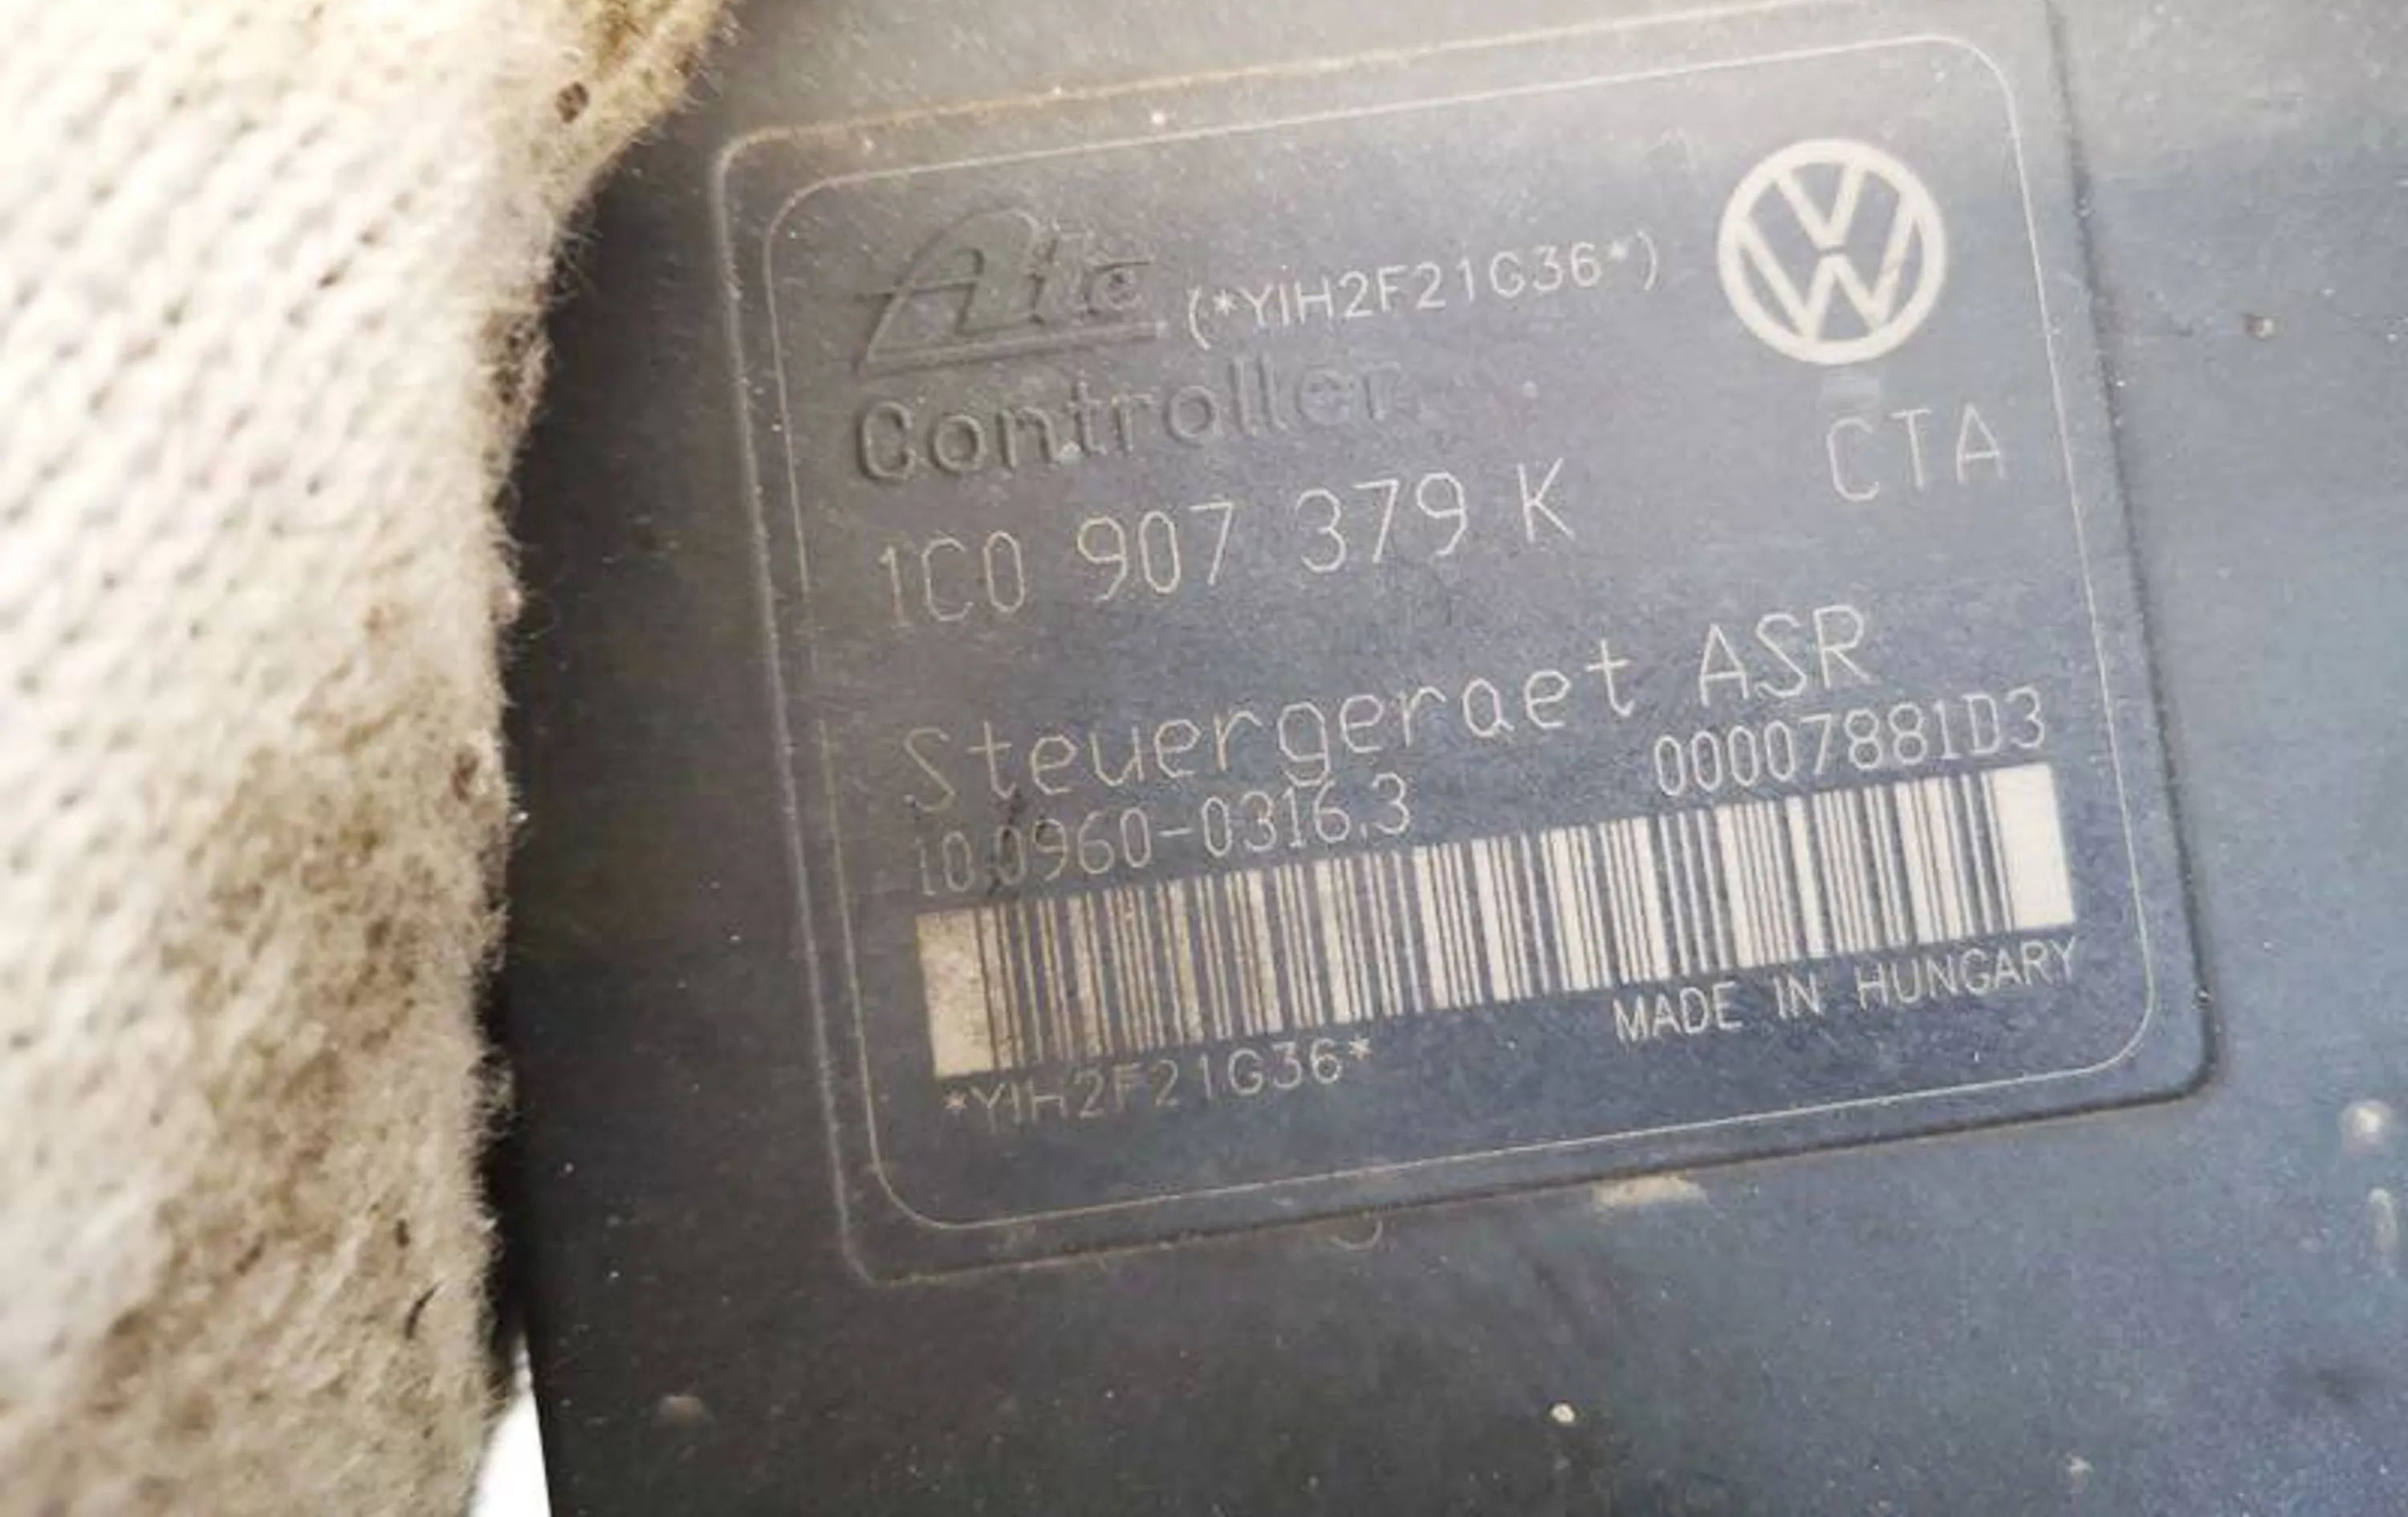 Ate (*YIH2F21G36*)
Controller
CTA
1C0 907 379 K
Steuergeraet ASR
10.0960-0316.3 00007881D3
*YIH2F21G36* MADE IN HUNGARY